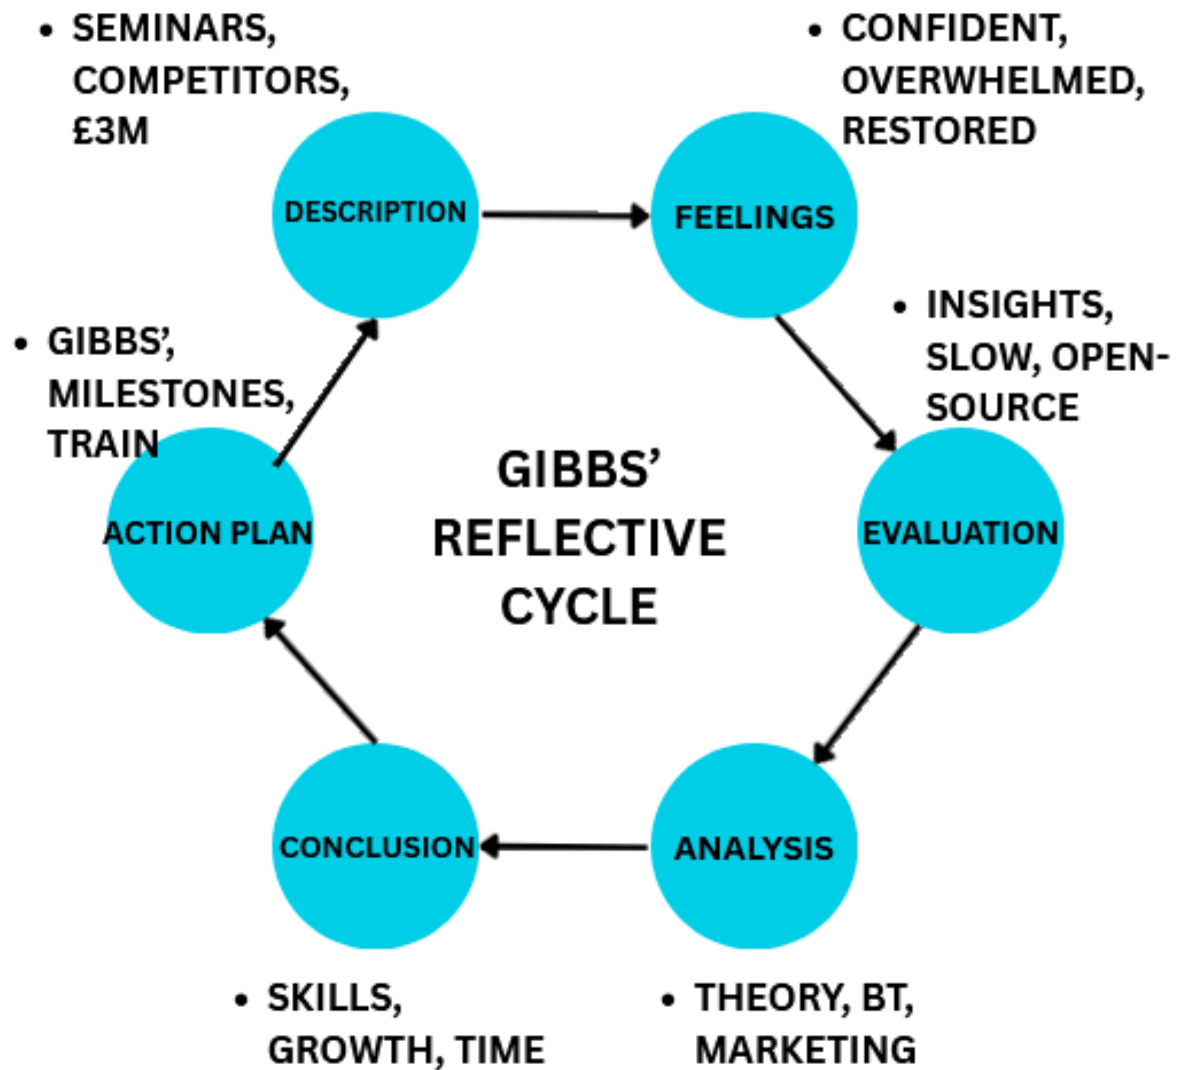 • SEMINARS,
COMPETITORS,
£3M
• CONFIDENT,
OVERWHELMED,
RESTORED
DESCRIPTION
FEELINGS
• INSIGHTS,
SLOW, OPEN-
SOURCE
• GIBBS’,
MILESTONES,
TRAIN
GIBBS’
REFLECTIVE
CYCLE
ACTION PLAN
EVALUATION
CONCLUSION
ANALYSIS
• SKILLS,
GROWTH, TIME
• THEORY, BT,
MARKETING